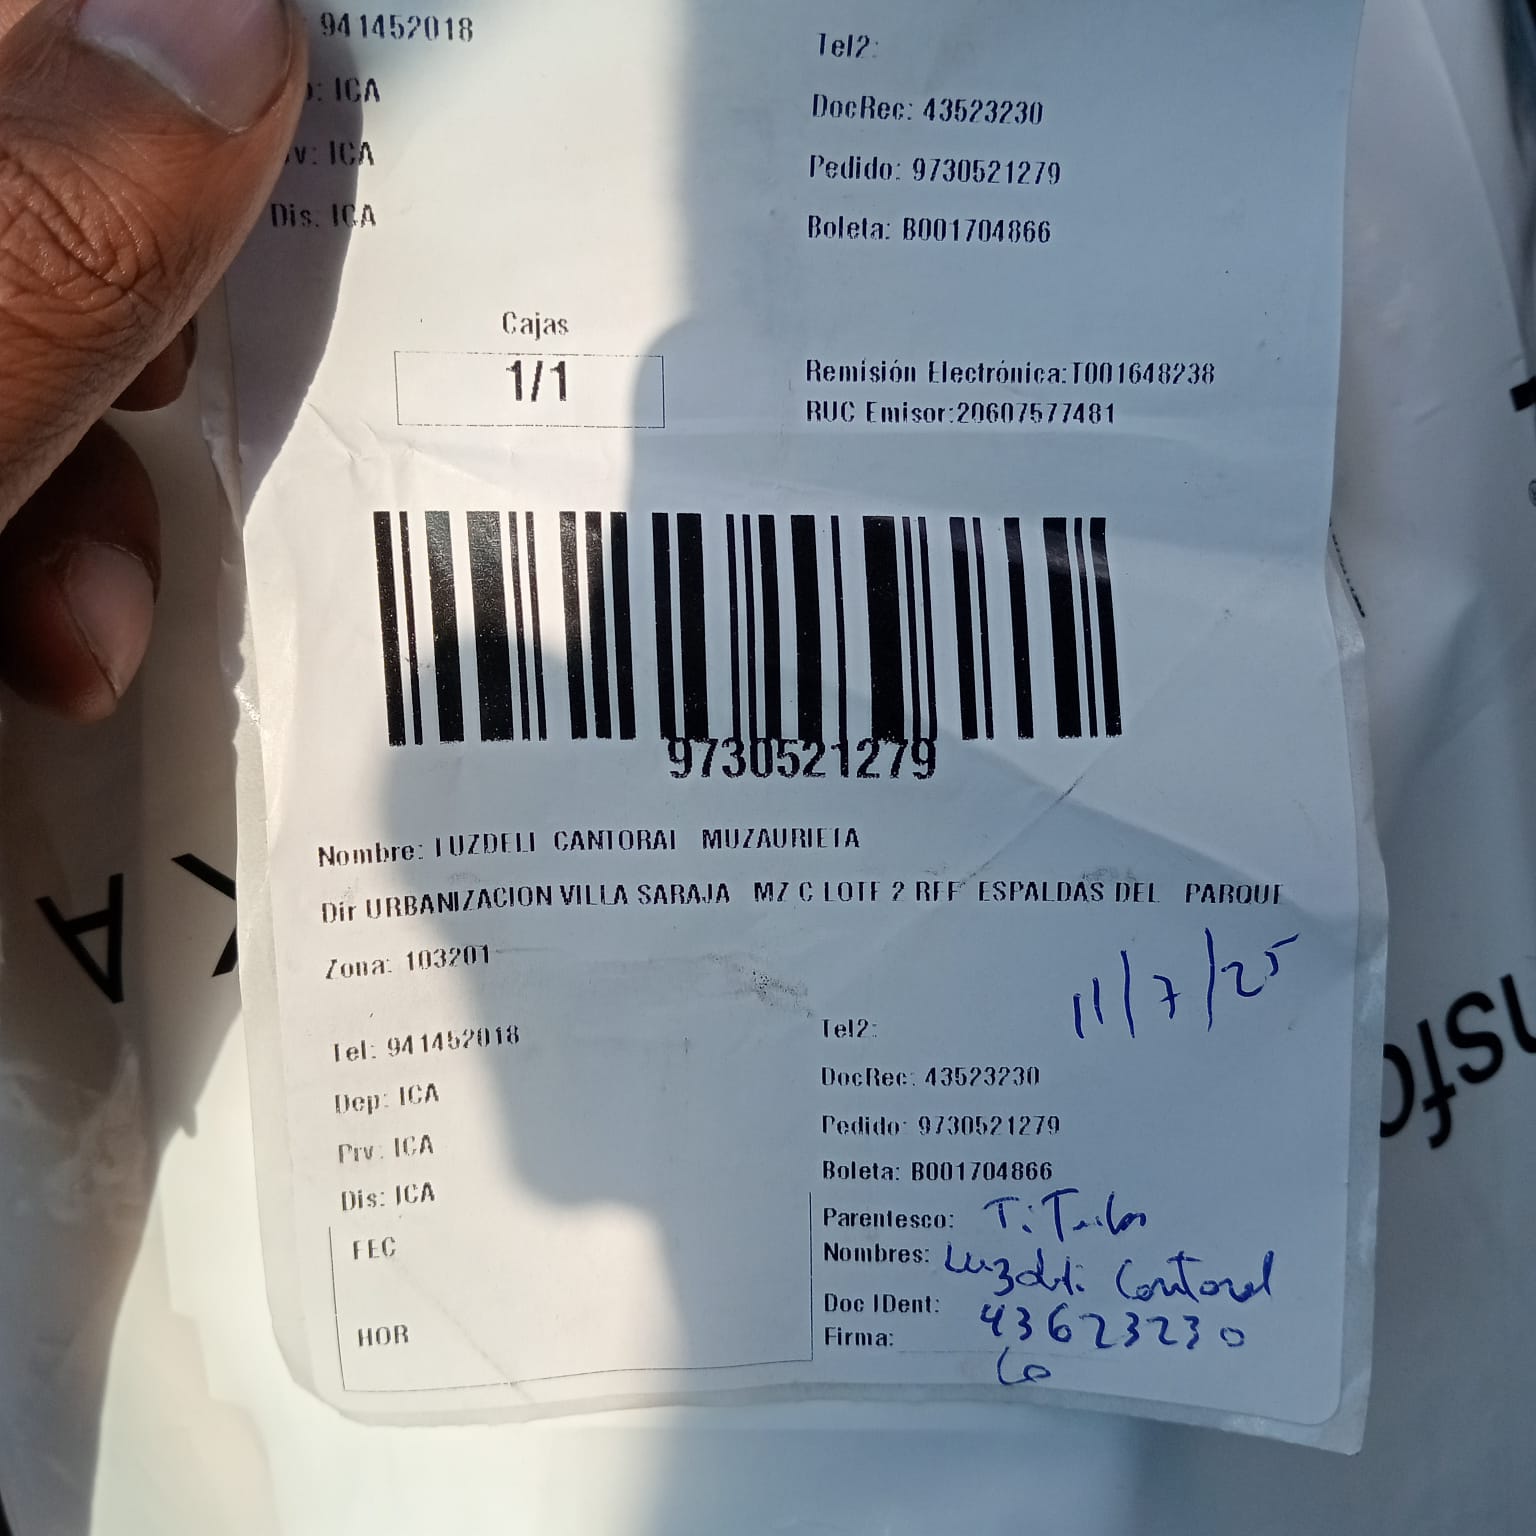 941452018
Tel2:
: ICA
DocRec: 43523230
v: ICA
Pedido: 9730521279
Dis: ICA
Boleta: B001704866
Cajas
1/1
Remisión Electrónica:T001648238
RUC Emisor:20607577481
9730521279
Nombre: LUZDELI CANTORAL MUZAURIETA
Dir URBANIZACION VILLA SARAJA MZ C LOTE 2 REF ESPALDAS DEL PARQUE
Zona: 103201
11/7/25
Tel: 941452018
Tel2:
Dep: ICA
DocRec: 43523230
Prv: ICA
Pedido: 9730521279
Dis: ICA
Boleta: B001704866
Parentesco: Titular
FEC
Nombres: Luzdeli Cantoral
Doc IDent: 43623230
HOR
Firma: